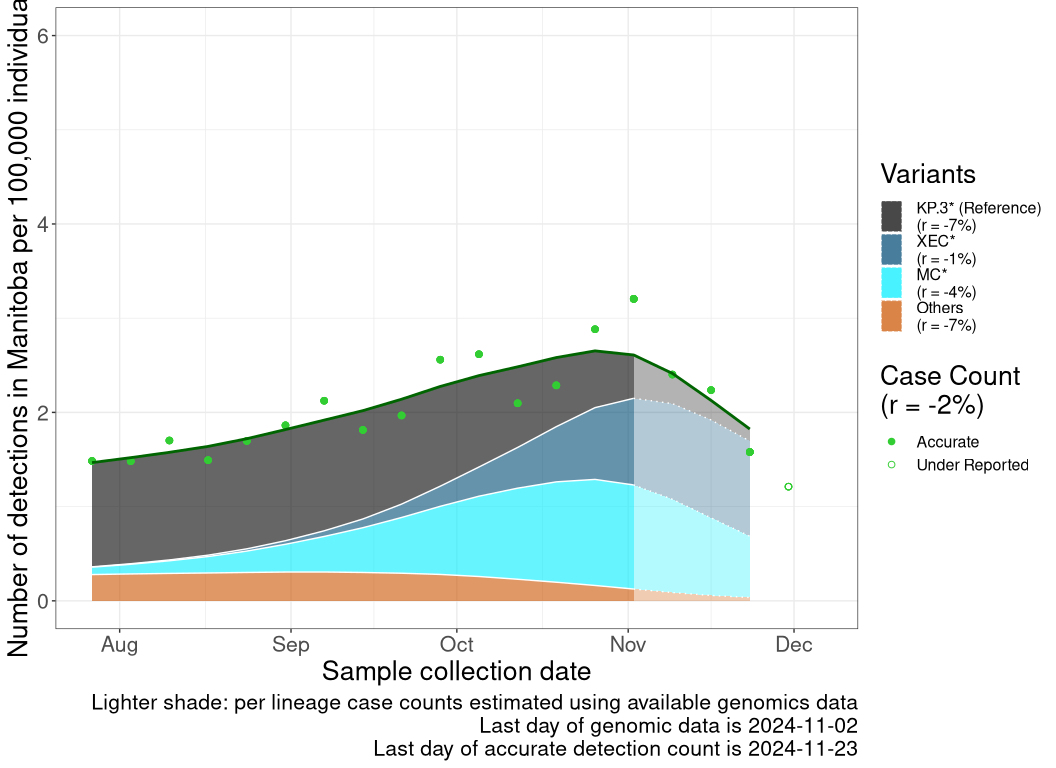 Number of detections in Manitoba per 100,000 individua
6
4
2
0
Aug Sep Oct Nov Dec
Sample collection date
Lighter shade: per lineage case counts estimated using available genomics data
Last day of genomic data is 2024-11-02
Last day of accurate detection count is 2024-11-23
Variants
KP.3* (Reference)
(r = -7%)
XEC*
(r = -1%)
MC*
(r = -4%)
Others
(r = -7%)
Case Count
(r = -2%)
Accurate
Under Reported